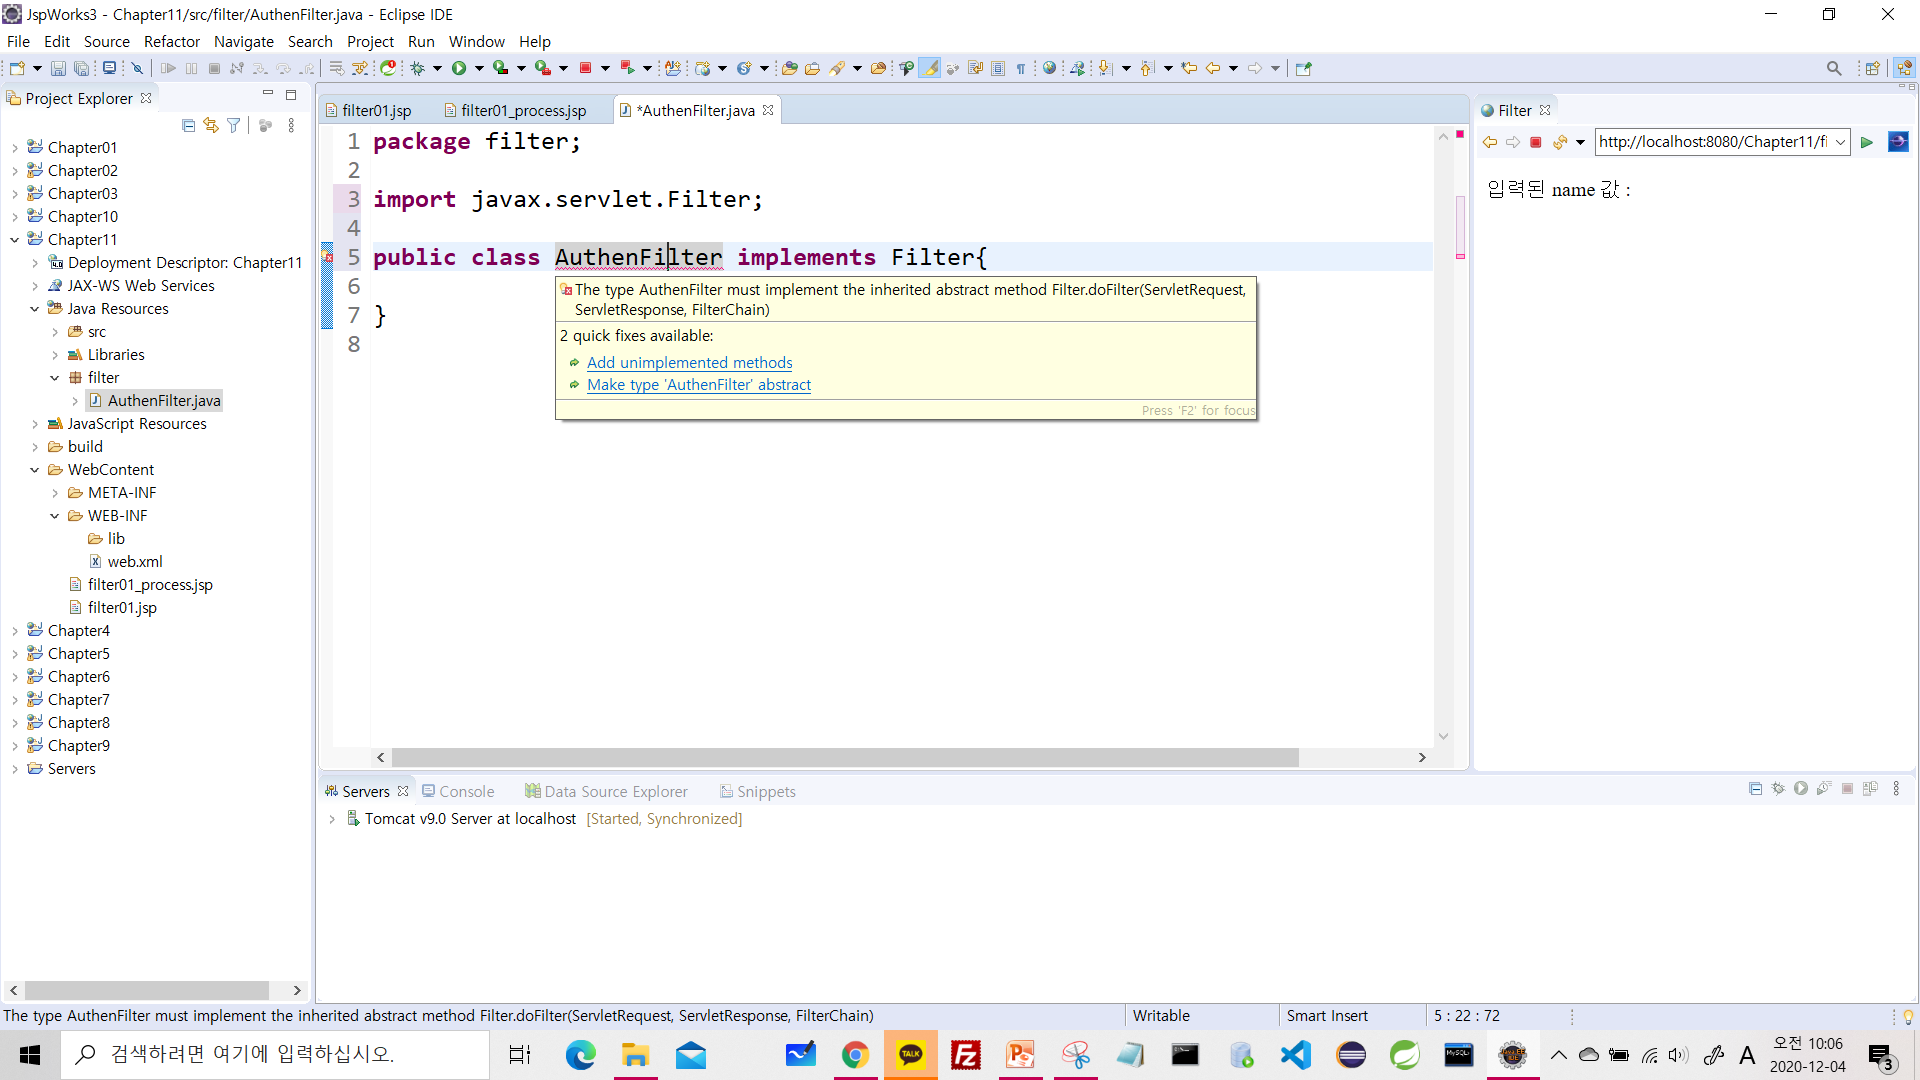 JspWorks3 - Chapter11/src/filter/AuthenFilter.java - Eclipse IDE
File Edit Source Refactor Navigate Search Project Run Window Help
Project Explorer
Chapter01
Chapter02
Chapter03
Chapter10
Chapter11
Deployment Descriptor: Chapter11
JAX-WS Web Services
Java Resources
src
Libraries
filter
AuthenFilter.java
JavaScript Resources
build
WebContent
META-INF
WEB-INF
lib
web.xml
filter01_process.jsp
filter01.jsp
Chapter4
Chapter5
Chapter6
Chapter7
Chapter8
Chapter9
Servers
filter01.jsp filter01_process.jsp *AuthenFilter.java
1 package filter;
2
3 import javax.servlet.Filter;
4
5 public class AuthenFilter implements Filter{
6
7 }
8
The type AuthenFilter must implement the inherited abstract method Filter.doFilter(ServletRequest,
ServletResponse, FilterChain)
2 quick fixes available:
Add unimplemented methods
Make type 'AuthenFilter' abstract
Press 'F2' for focus
Filter
http://localhost:8080/Chapter11/fi
입력된 name 값 :
Servers Console Data Source Explorer Snippets
Tomcat v9.0 Server at localhost [Started, Synchronized]
The type AuthenFilter must implement the inherited abstract method Filter.doFilter(ServletRequest, ServletResponse, FilterChain) Writable Smart Insert 5 : 22 : 72
검색하려면 여기에 입력하십시오.
TALK
MySQL
A
오전 10:06
2020-12-04
3